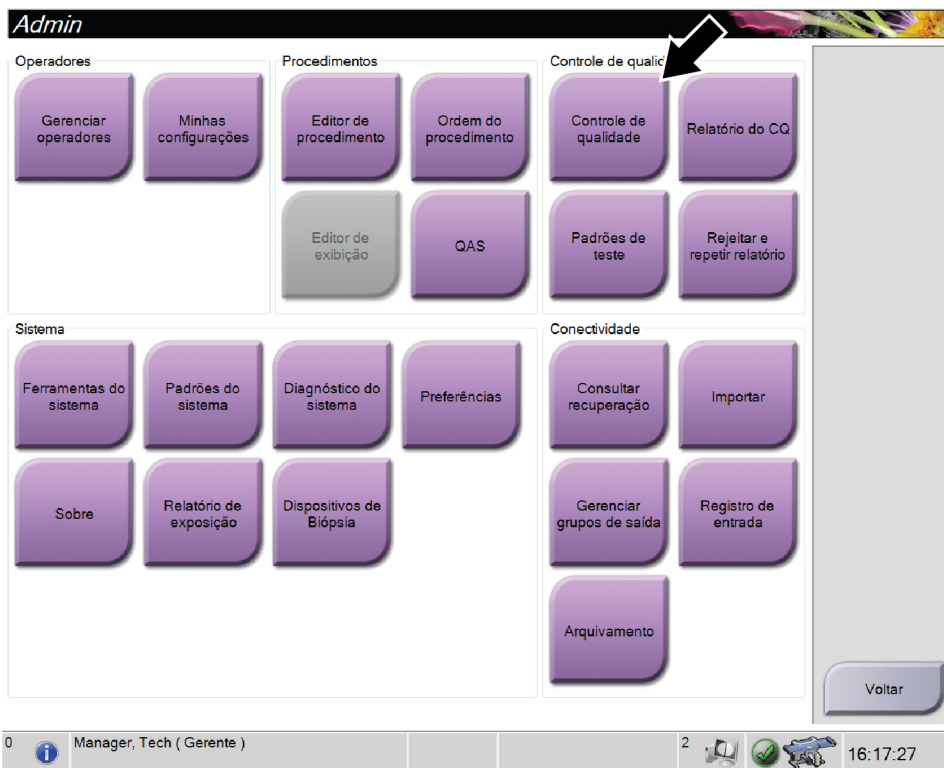 Admin
Operadores
Gerenciar
operadores
Minhas
configurações
Procedimentos
Editor de
procedimento
Ordem do
procedimento
Editor de
exibição
QAS
Controle de qualid
Controle de
qualidade
Relatório do CQ
Padrões de
teste
Rejeitar e
repetir relatório
Sistema
Ferramentas do
sistema
Padrões do
sistema
Diagnóstico do
sistema
Preferências
Sobre
Relatório de
exposição
Dispositivos de
Biópsia
Conectividade
Consultar
recuperação
Importar
Gerenciar
grupos de saída
Registro de
entrada
Arquivamento
Voltar
0
Manager, Tech ( Gerente )
2
16:17:27